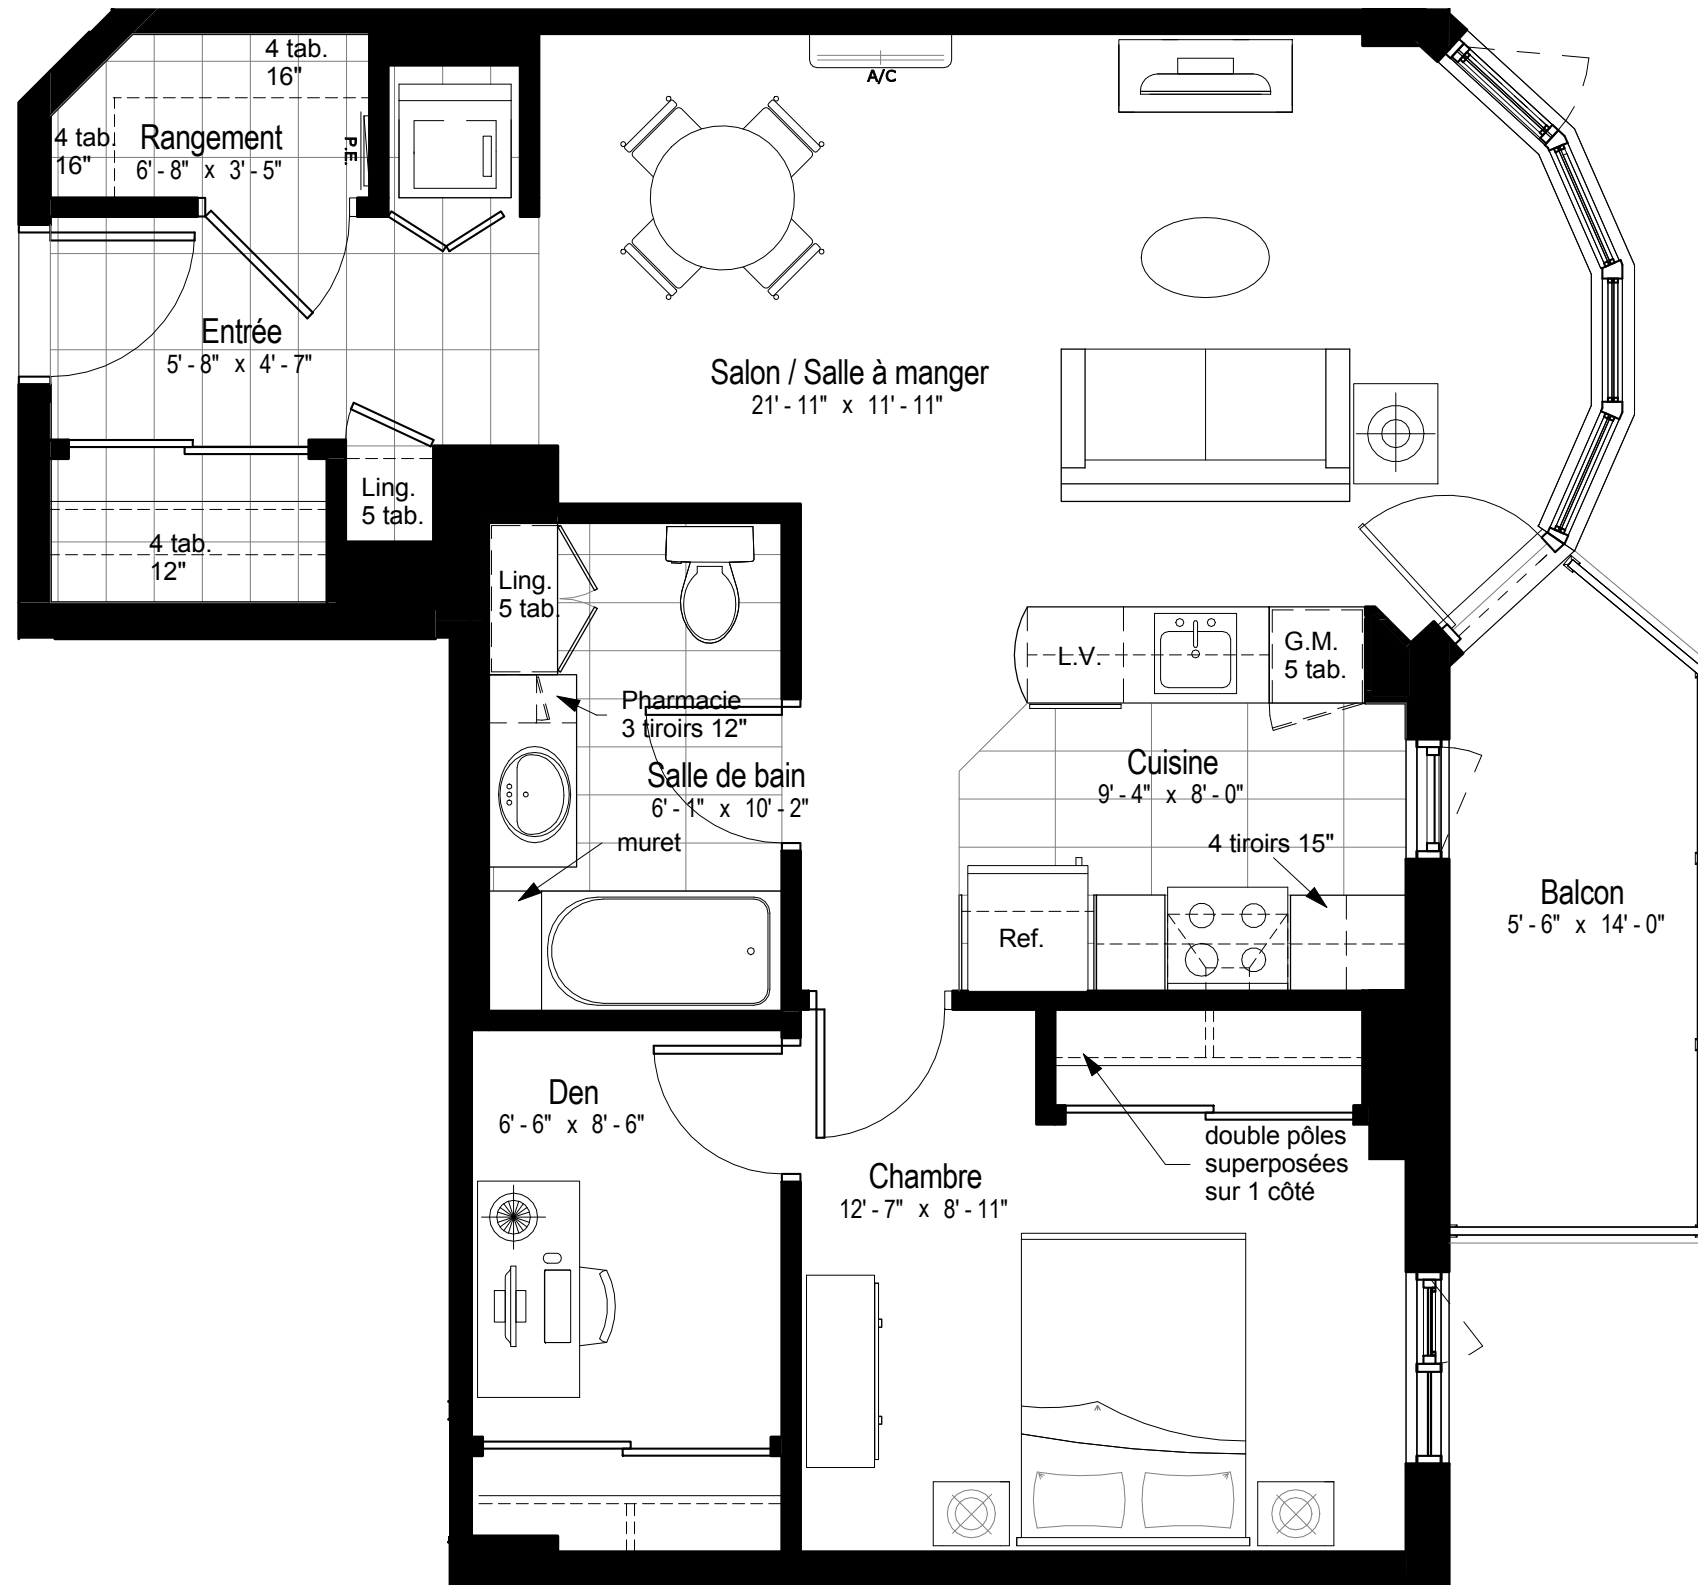 4 tab.
16"
A/C
4 tab.
16"
Rangement
6' - 8" x 3' - 5"
P.E.
Entrée
5' - 8" x 4' - 7"
Salon / Salle à manger
21' - 11" x 11' - 11"
Ling.
5 tab.
4 tab.
12"
Ling.
5 tab.
L.V.
G.M.
5 tab.
Pharmacie
3 tiroirs 12"
Salle de bain
6' - 1" x 10' - 2"
muret
Cuisine
9' - 4" x 8' - 0"
4 tiroirs 15"
Ref.
Balcon
5' - 6" x 14' - 0"
Den
6' - 6" x 8' - 6"
double pôles
superposées
sur 1 côté
Chambre
12' - 7" x 8' - 11"